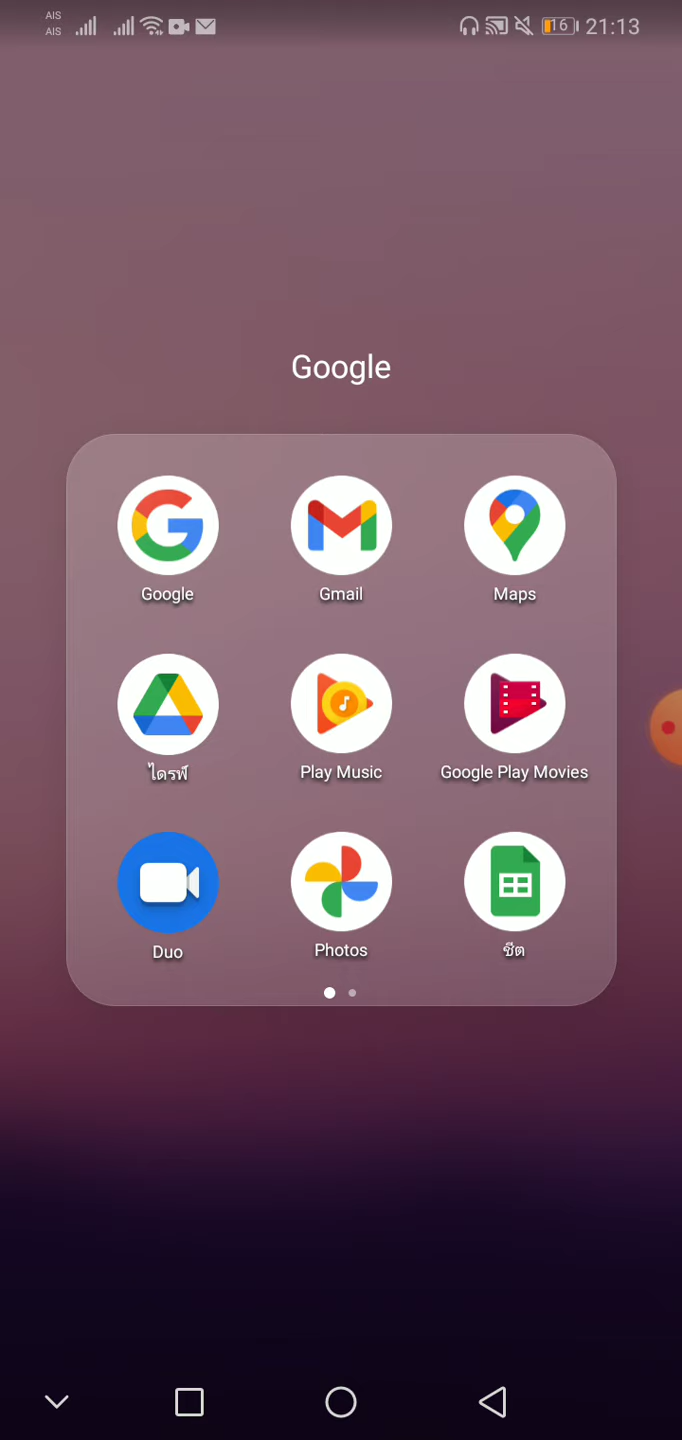 AIS
AIS
16 21:13
Google
Google Gmail Maps
ไดรฟ์ Play Music Google Play Movies
Duo Photos ชีต